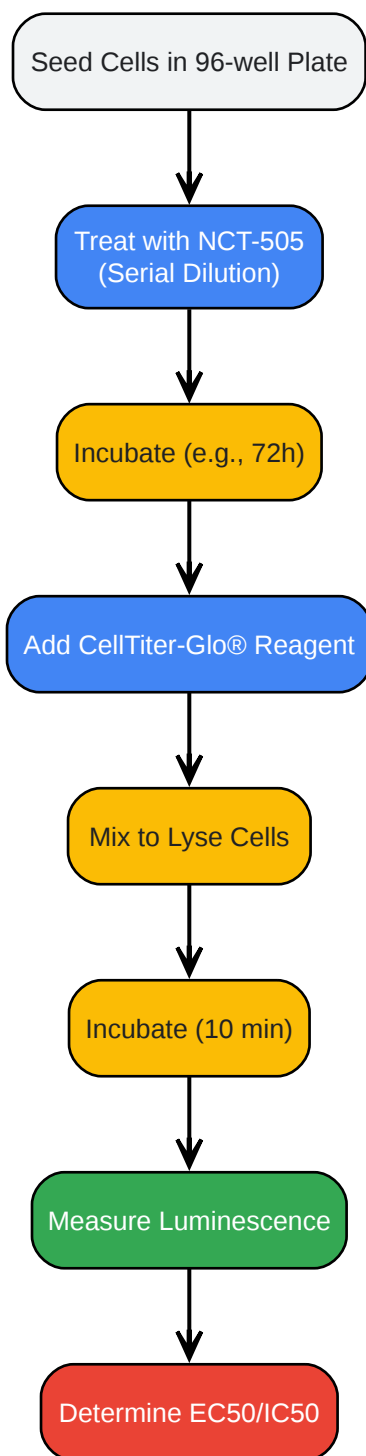 Seed Cells in 96-well Plate
Treat with NCT-505
(Serial Dilution)
Incubate (e.g., 72h)
Add CellTiter-Glo® Reagent
Mix to Lyse Cells
Incubate (10 min)
Measure Luminescence
Determine EC50/IC50